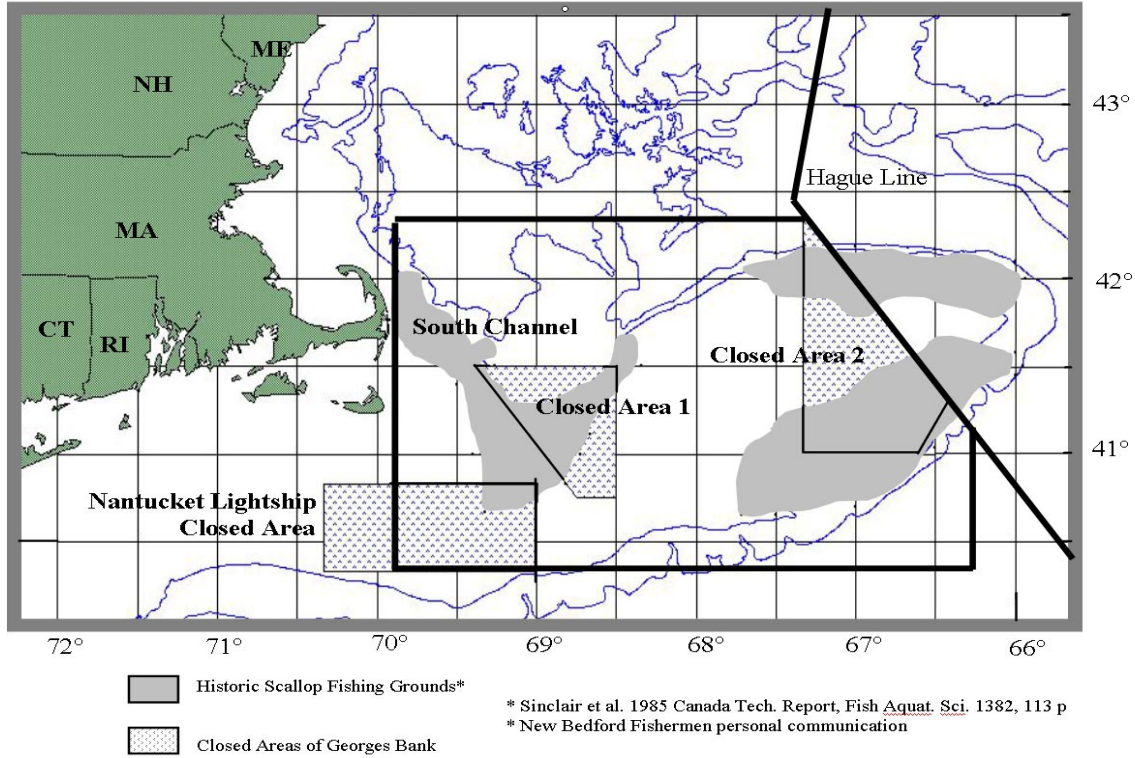 ME
NH
43°
Hague Line
MA
42°
CT
RI
South Channel
Closed Area 2
Closed Area 1
41°
Nantucket Lightship
Closed Area
72°
71°
70°
69°
68°
67°
66°
Historic Scallop Fishing Grounds*
* Sinclair et al. 1985 Canada Tech. Report, Fish Aquat. Sci. 1382, 113 p
* New Bedford Fishermen personal communication
Closed Areas of Georges Bank